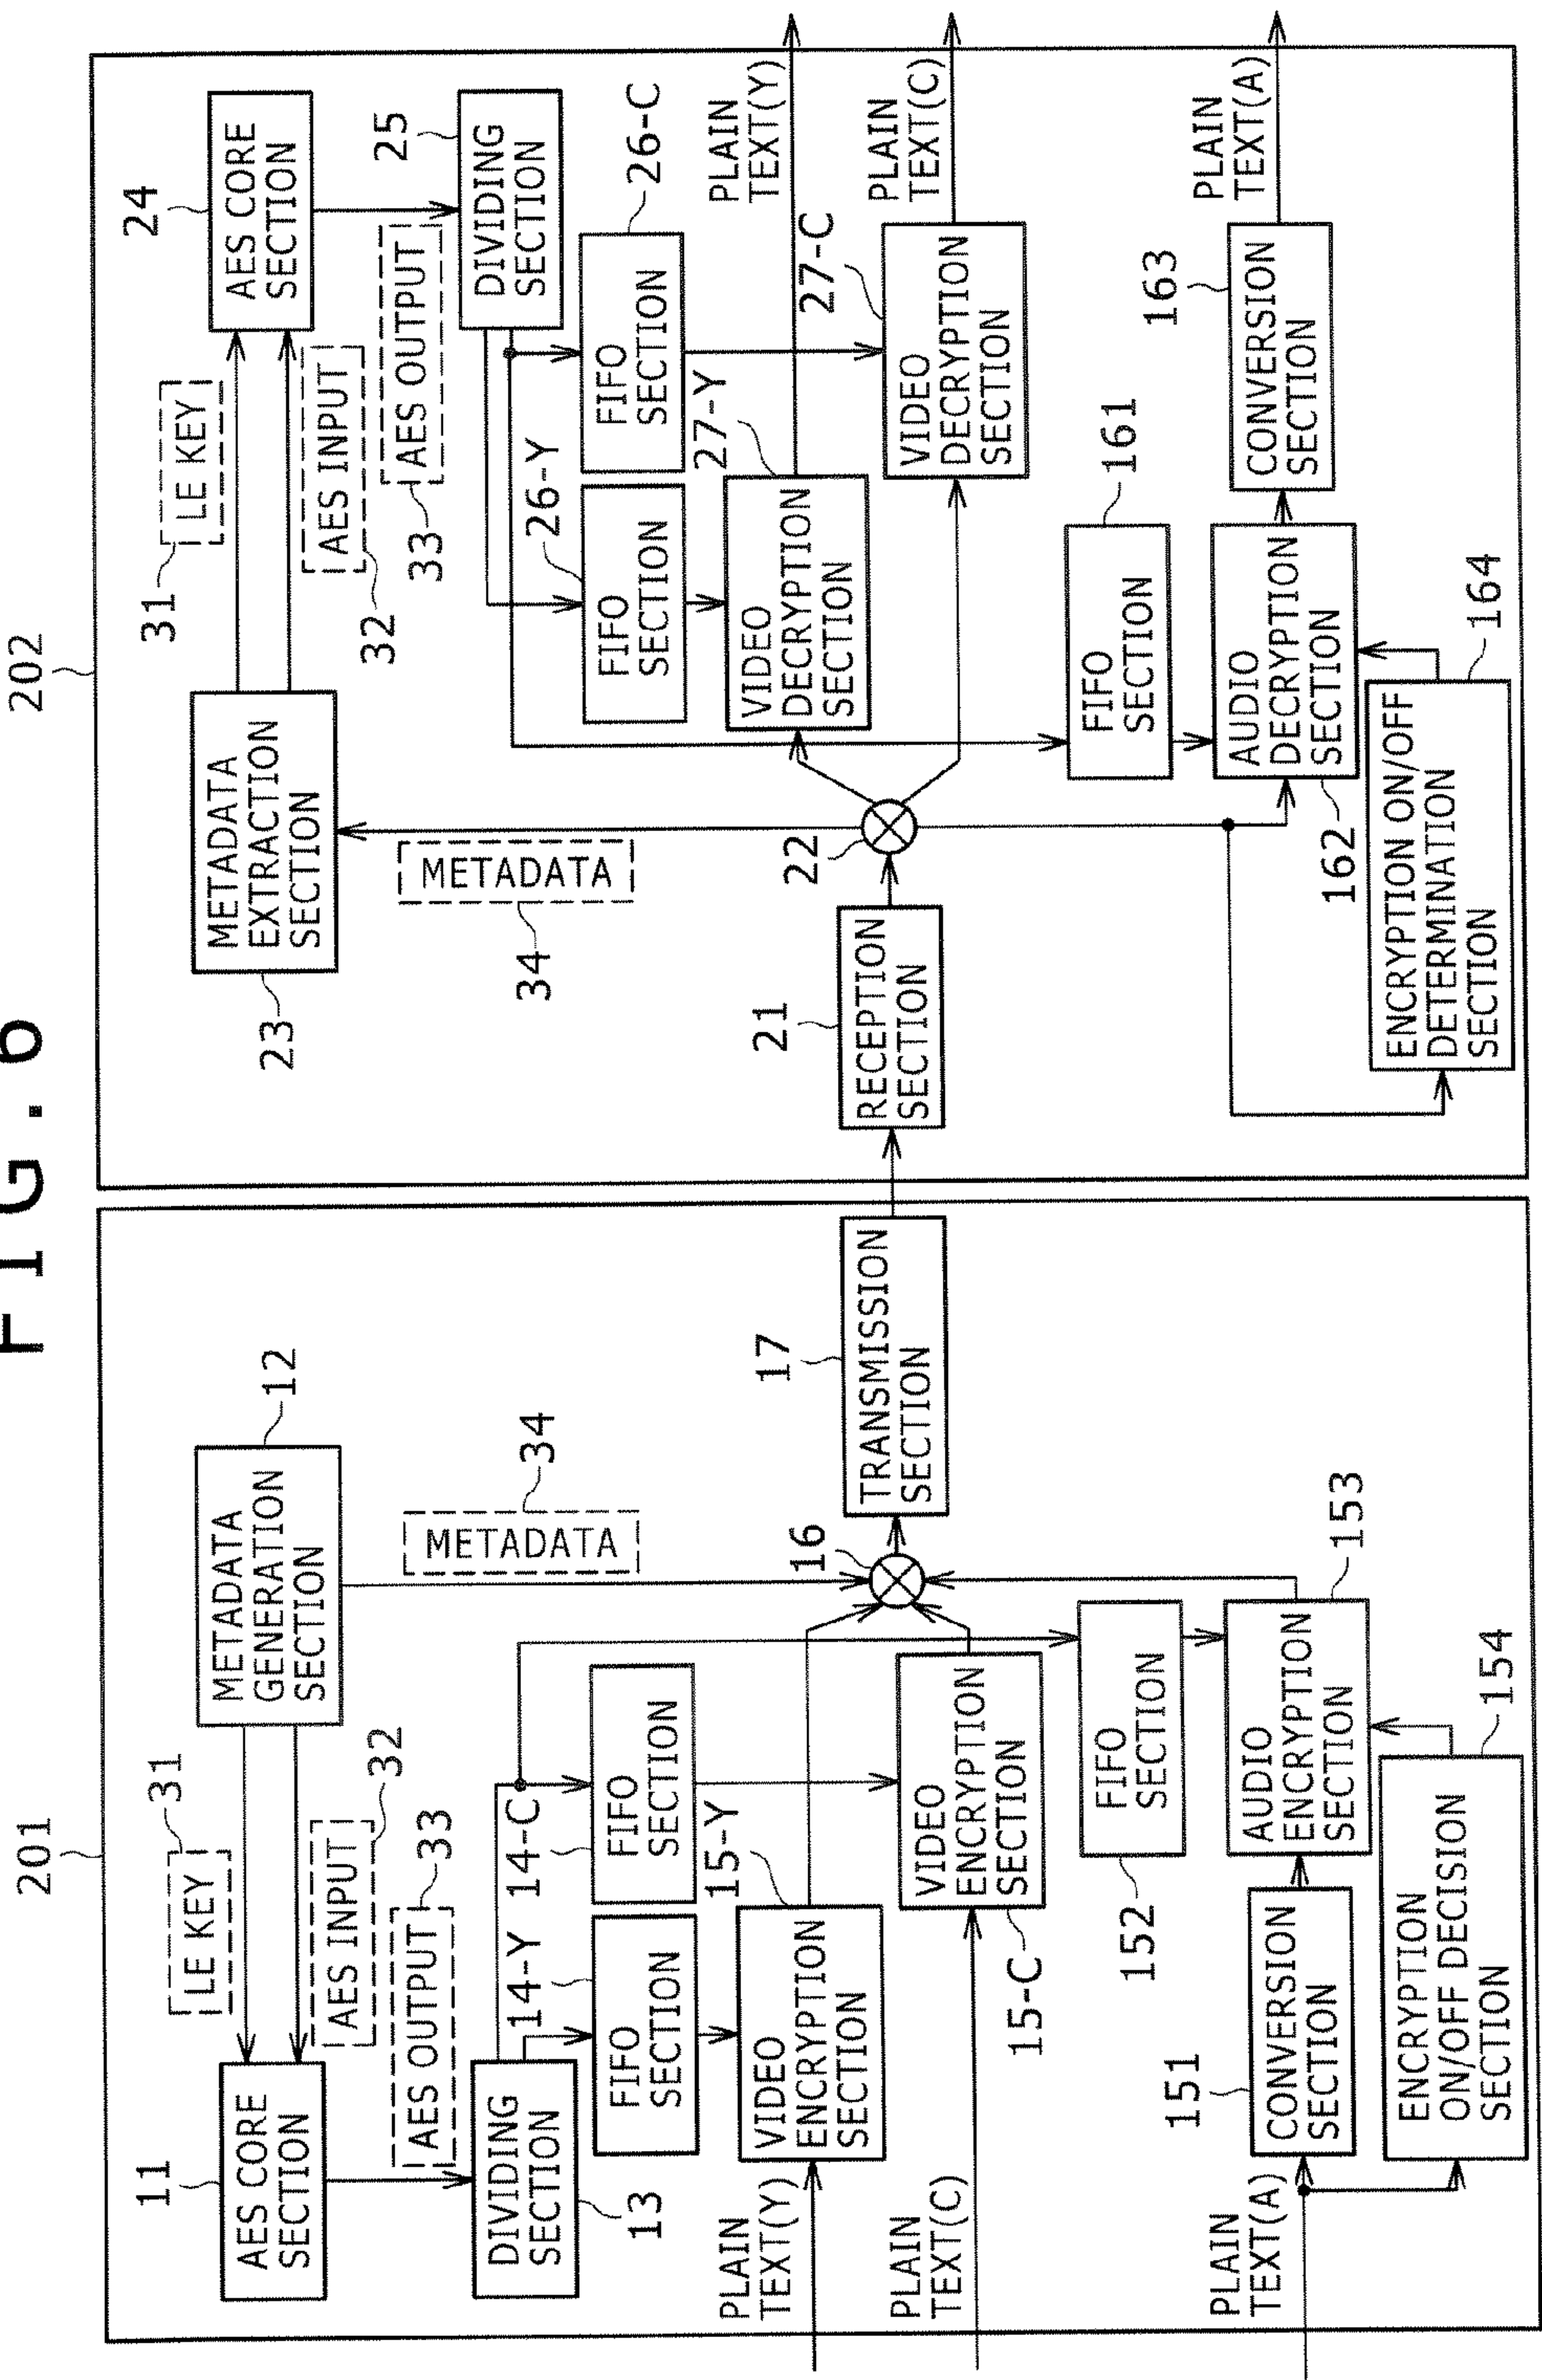 FIG. 6
201
11
AES CORE
SECTION
31
LE KEY
AES INPUT
32
METADATA
GENERATION
SECTION
12
AES OUTPUT
33
DIVIDING
SECTION
13
14-Y
14-C
METADATA
34
FIFO
SECTION
FIFO
SECTION
PLAIN
TEXT(Y)
VIDEO
ENCRYPTION
SECTION
15-Y
16
17
TRANSMISSION
SECTION
PLAIN
TEXT(C)
VIDEO
ENCRYPTION
SECTION
15-C
152
FIFO
SECTION
PLAIN
TEXT(A)
151
CONVERSION
SECTION
AUDIO
ENCRYPTION
SECTION
153
ENCRYPTION
ON/OFF DECISION
SECTION
154
202
23
METADATA
EXTRACTION
SECTION
31
LE KEY
32
AES INPUT
24
AES CORE
SECTION
33
AES OUTPUT
25
DIVIDING
SECTION
34
METADATA
26-Y
FIFO
SECTION
FIFO
SECTION
26-C
27-Y
VIDEO
DECRYPTION
SECTION
PLAIN
TEXT(Y)
21
RECEPTION
SECTION
22
27-C
VIDEO
DECRYPTION
SECTION
PLAIN
TEXT(C)
FIFO
SECTION
161
162
AUDIO
DECRYPTION
SECTION
163
CONVERSION
SECTION
PLAIN
TEXT(A)
ENCRYPTION ON/OFF
DETERMINATION
SECTION
164